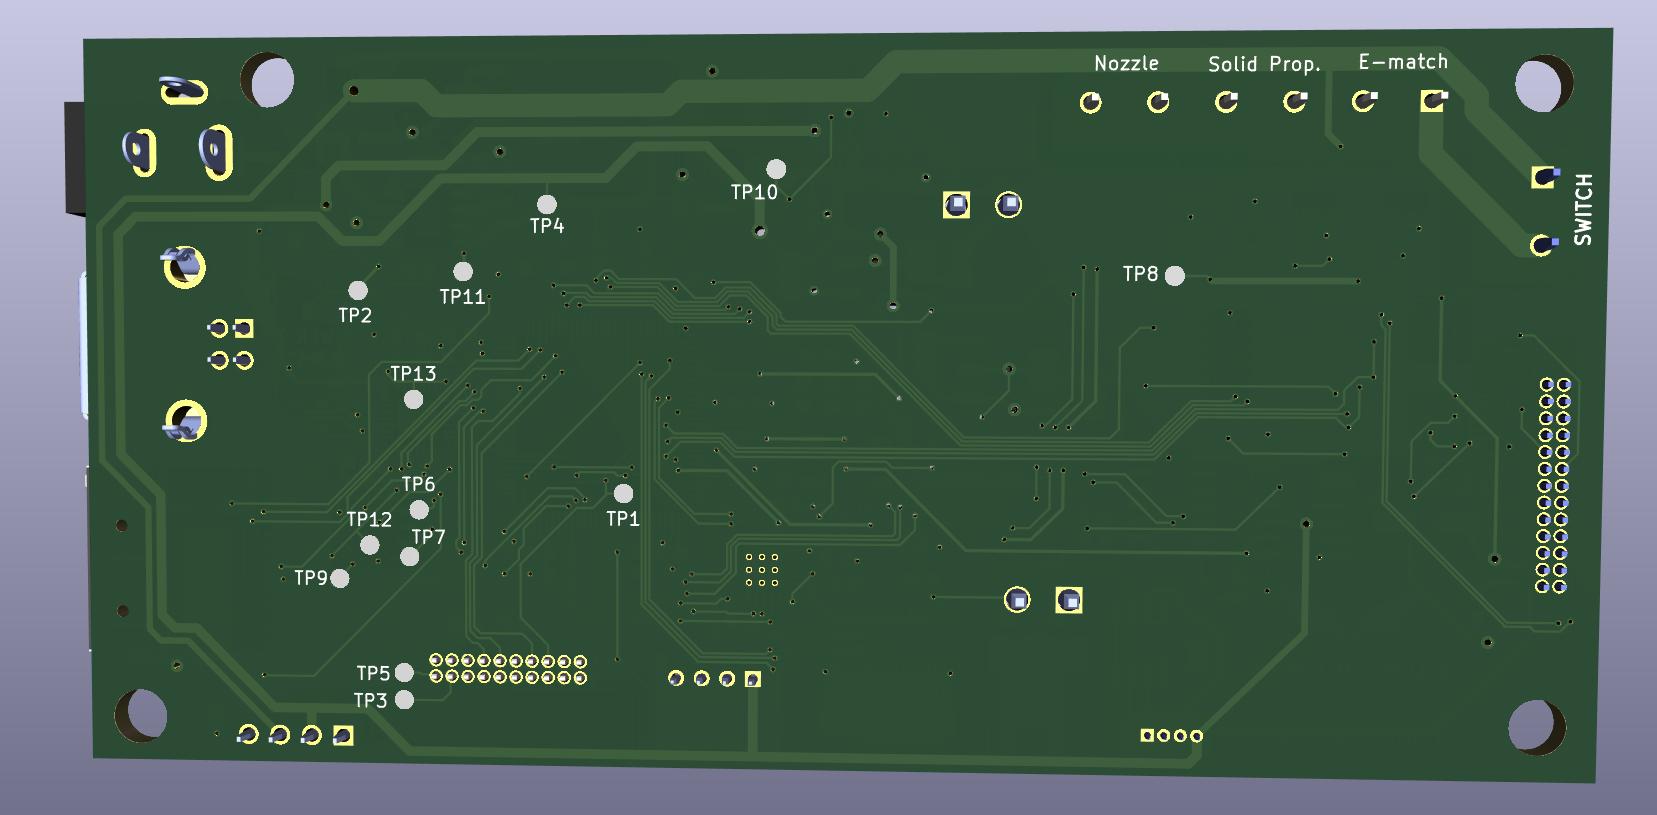 Nozzle Solid Prop. E-match
SWITCH
TP10
TP4
TP8
TP11
TP2
TP13
TP6
TP12
TP1
TP7
TP9
TP5
TP3